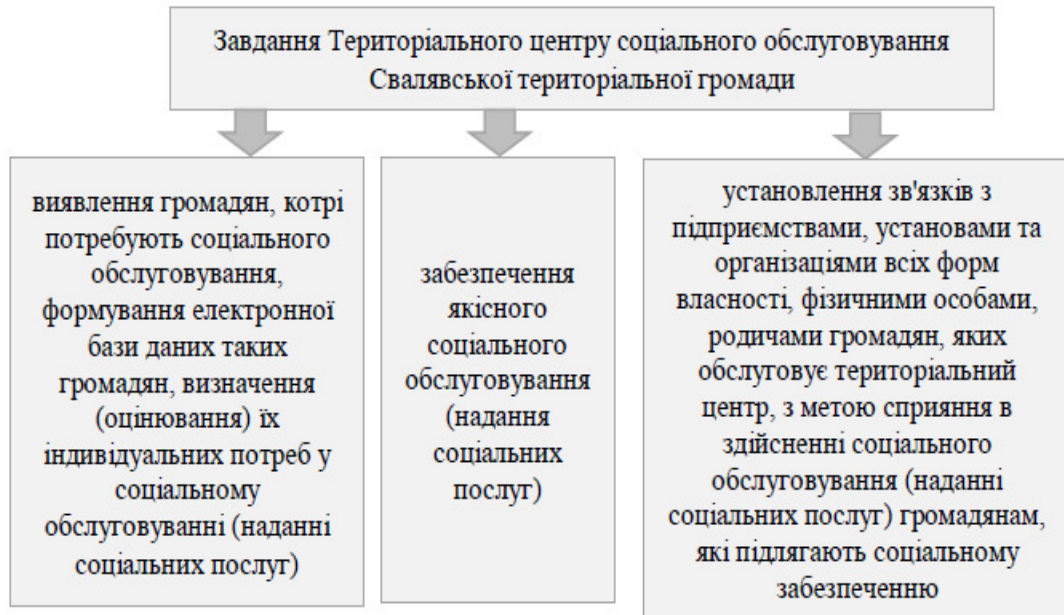 Завдання Територіального центру соціального обслуговування
Свалявської територіальної громади
виявлення громадян, котрі
потребують соціального
обслуговування,
формування електронної
бази даних таких
громадян, визначення
(оцінювання) їх
індивідуальних потреб у
соціальному
обслуговуванні (наданні
соціальних послуг)
забезпечення
якісного
соціального
обслуговування
(надання
соціальних
послуг)
установлення зв'язків з
підприємствами, установами та
організаціями всіх форм
власності, фізичними особами,
родичами громадян, яких
обслуговує територіальний
центр, з метою сприяння в
здійсненні соціального
обслуговування (наданні
соціальних послуг) громадянам,
які підлягають соціальному
забезпеченню